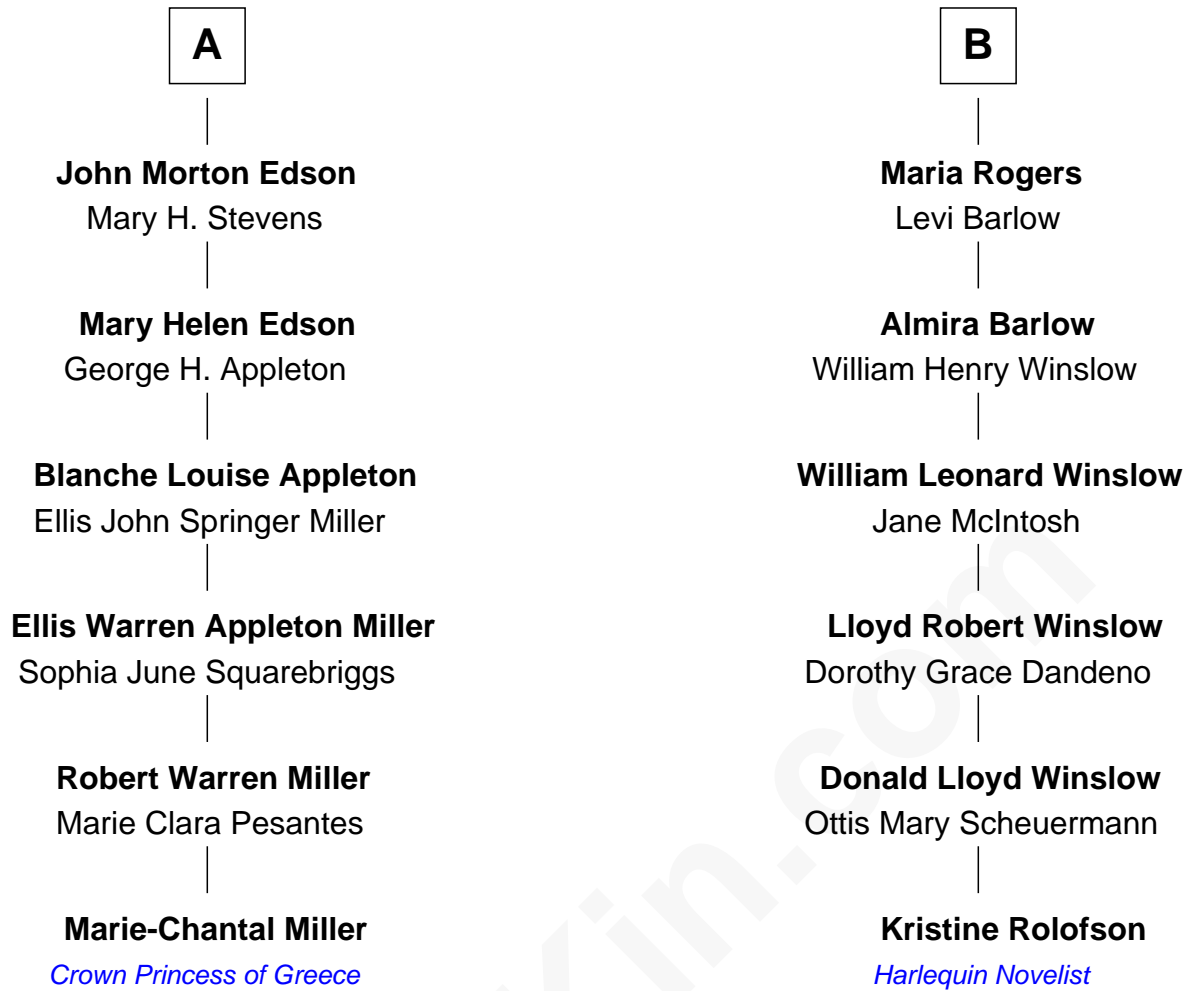 A
John Morton Edson
Mary H. Stevens
Mary Helen Edson
George H. Appleton
Blanche Louise Appleton
Ellis John Springer Miller
Ellis Warren Appleton Miller
Sophia June Squarebriggs
Robert Warren Miller
Marie Clara Pesantes
Marie-Chantal Miller
Crown Princess of Greece
B
Maria Rogers
Levi Barlow
Almira Barlow
William Henry Winslow
William Leonard Winslow
Jane McIntosh
Lloyd Robert Winslow
Dorothy Grace Dandeno
Donald Lloyd Winslow
Ottis Mary Scheuermann
Kristine Rolofson
Harlequin Novelist
Kin.com